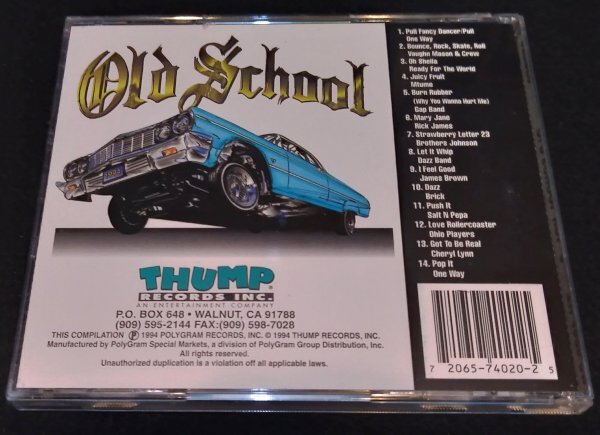 Old School
1. Pull Fancy Dancer/Pull
One Way
2. Bounce, Rock, Skate, Roll
Vaughn Mason & Crew
3. Oh Sheila
Ready For The World
4. Juicy Fruit
Mtume
5. Burn Rubber
(Why You Wanna Hurt Me)
Gap Band
6. Mary Jane
Rick James
7. Strawberry Letter 23
Brothers Johnson
8. Let It Whip
Dazz Band
9. I Feel Good
James Brown
10. Dazz
Brick
11. Push It
Salt N Pepa
12. Love Rollercoaster
Ohio Players
13. Got To Be Real
Cheryl Lynn
14. Pop It
One Way
1994
THUMP®
RECORDS INC.
AN ENTERTAINMENT COMPANY
P.O. BOX 648 • WALNUT, CA 91788
(909) 595-2144 FAX:(909) 598-7028
THIS COMPILATION ℗ 1994 POLYGRAM RECORDS, INC. © 1994 THUMP RECORDS, INC.
Manufactured by PolyGram Special Markets, a division of PolyGram Group Distribution, Inc.
All rights reserved.
Unauthorized duplication is a violation off all applicable laws.
7 2065-74020-2 5